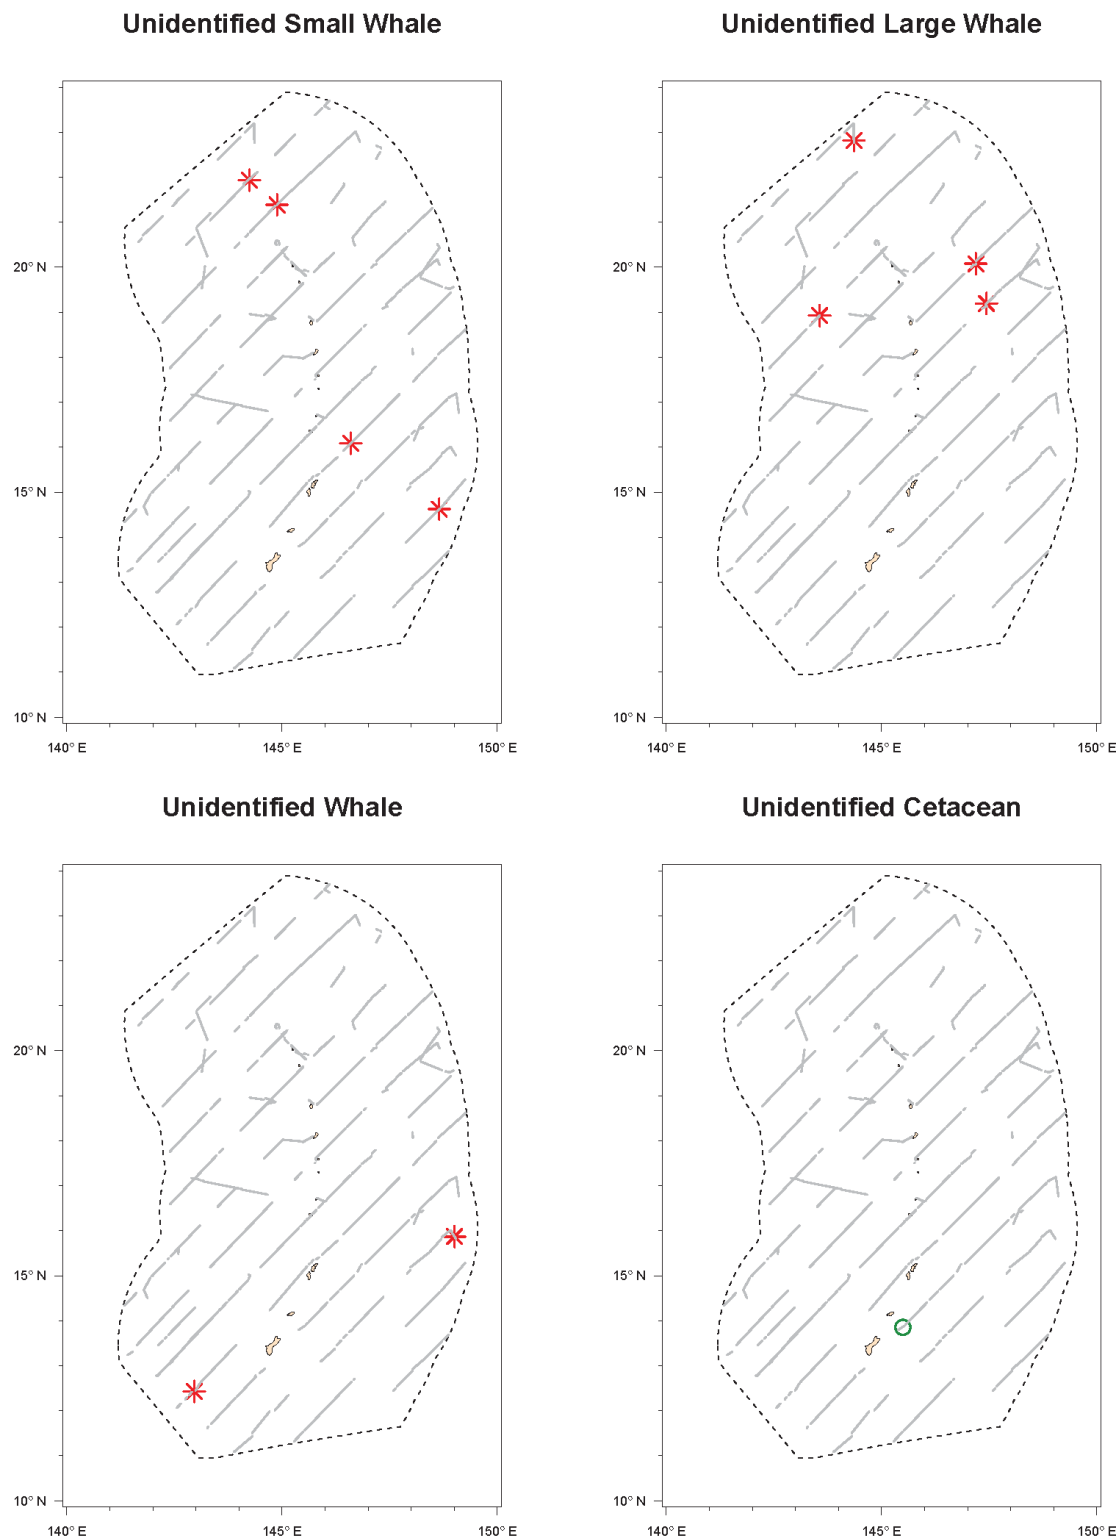 Unidentified Small Whale
Unidentified Large Whale
20° N
15° N
10° N
140° E
145° E
150° E
20° N
15° N
10° N
140° E
145° E
150° E
Unidentified Whale
Unidentified Cetacean
20° N
15° N
10° N
140° E
145° E
150° E
20° N
15° N
10° N
140° E
145° E
150° E